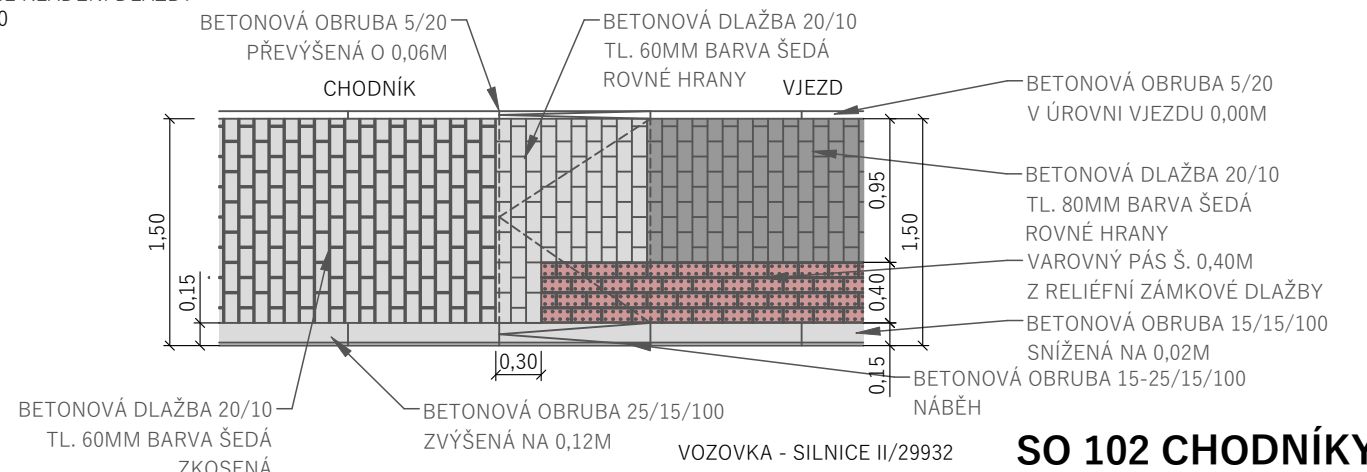 BETONOVÁ OBRUBA 5/20
PŘEVÝŠENÁ O 0,06M
BETONOVÁ DLAŽBA 20/10
TL. 60MM BARVA ŠEDÁ
ROVNÉ HRANY
CHODNÍK
VJEZD
BETONOVÁ OBRUBA 5/20
V ÚROVNI VJEZDU 0,00M
BETONOVÁ DLAŽBA 20/10
TL. 80MM BARVA ŠEDÁ
ROVNÉ HRANY
VAROVNÝ PÁS Š. 0,40M
Z RELIÉFNÍ ZÁMKOVÉ DLAŽBY
BETONOVÁ OBRUBA 15/15/100
SNÍŽENÁ NA 0,02M
BETONOVÁ OBRUBA 15-25/15/100
NÁBĚH
1,50
0,15
0,30
0,95
0,40
0,15
1,50
BETONOVÁ DLAŽBA 20/10
TL. 60MM BARVA ŠEDÁ
ZKOSENÁ
BETONOVÁ OBRUBA 25/15/100
ZVÝŠENÁ NA 0,12M
VOZOVKA - SILNICE II/29932
SO 102 CHODNÍKY